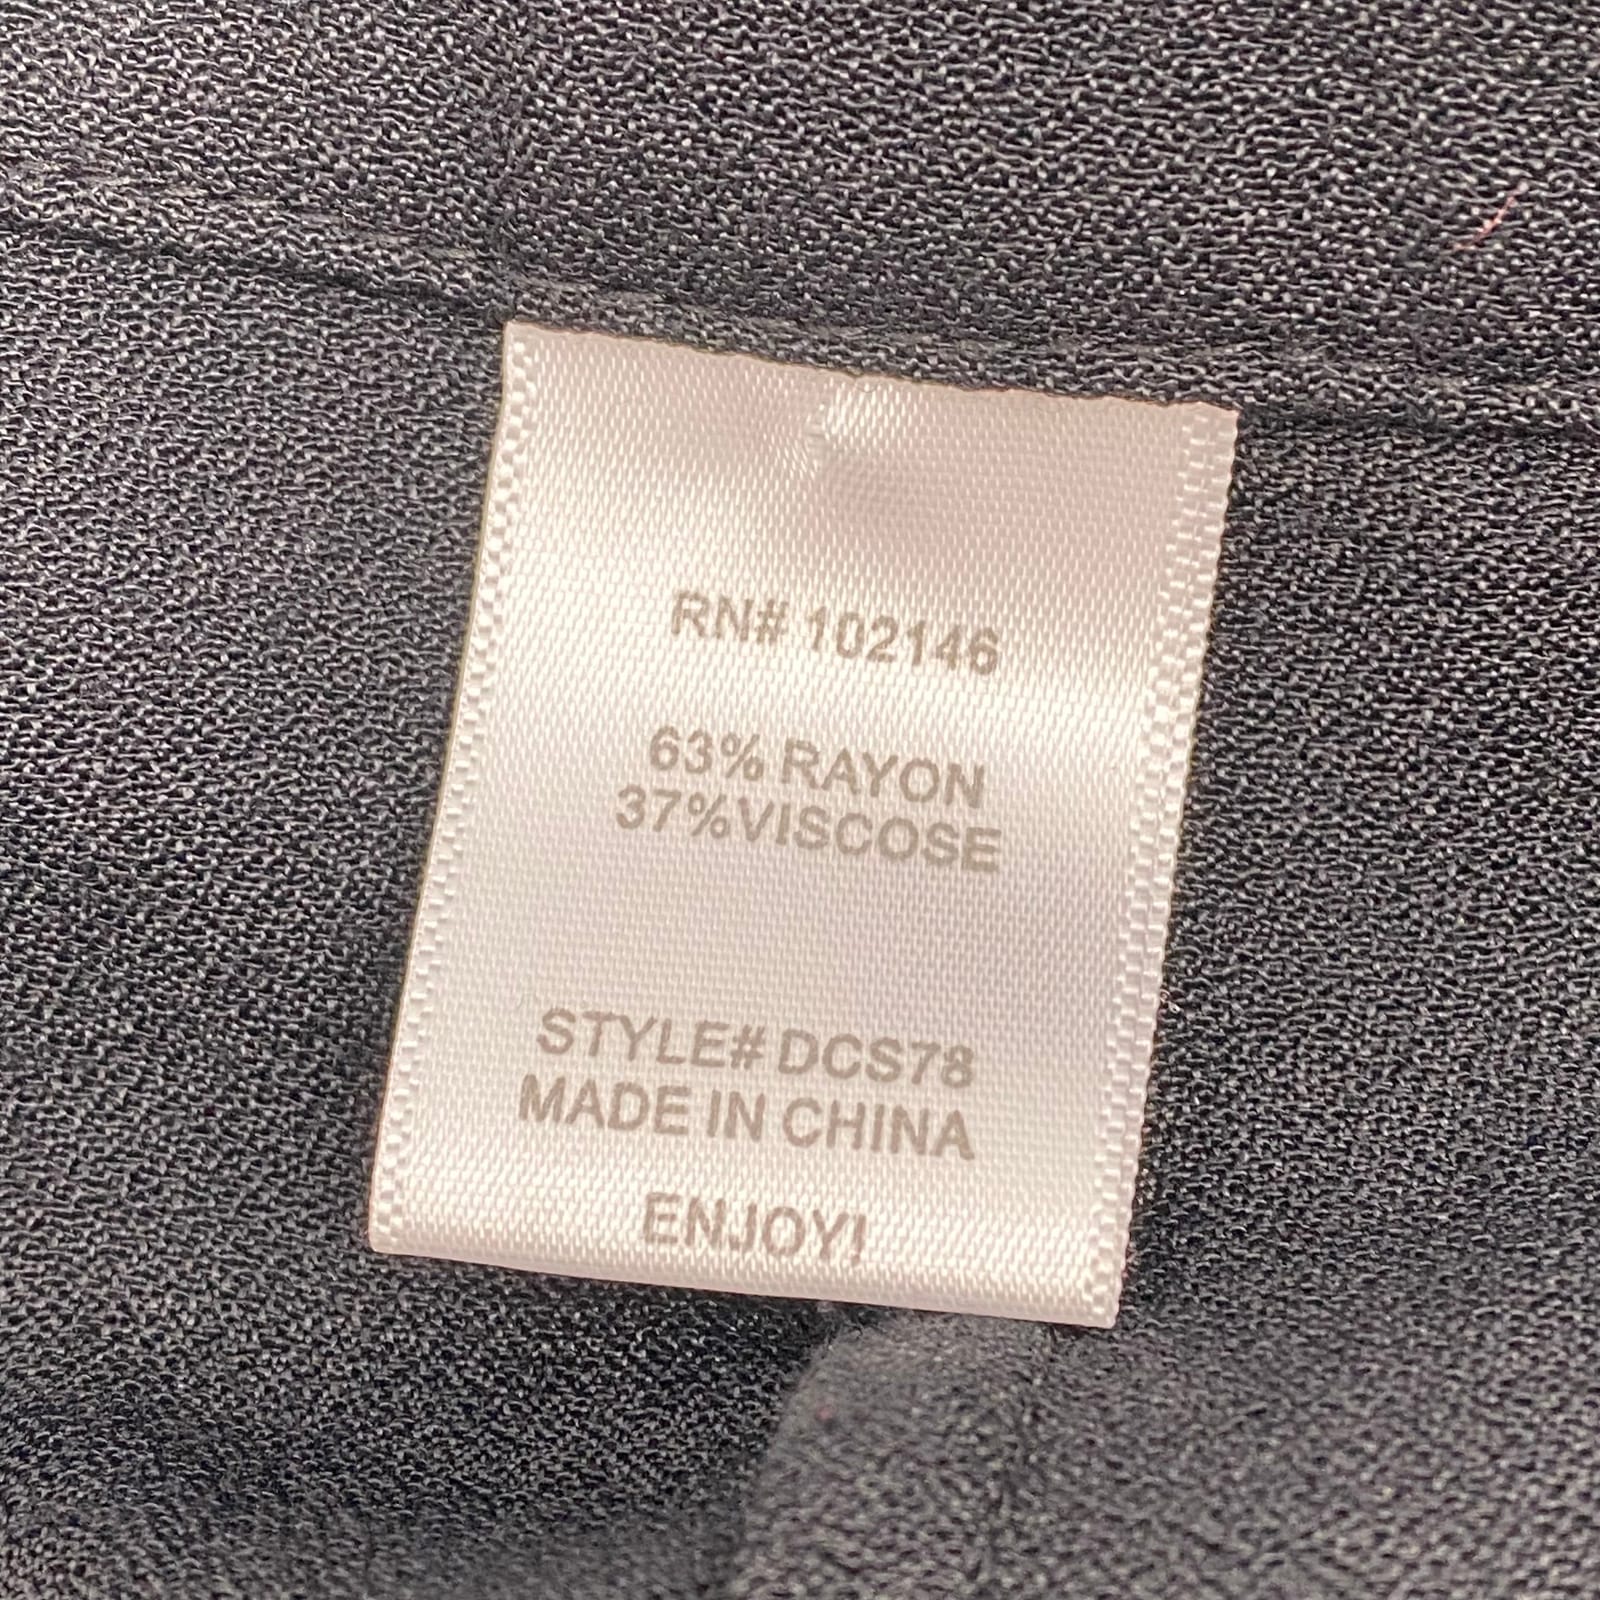 RN# 102146
63% RAYON
37%VISCOSE
STYLE# DCS78
MADE IN CHINA
ENJOY!